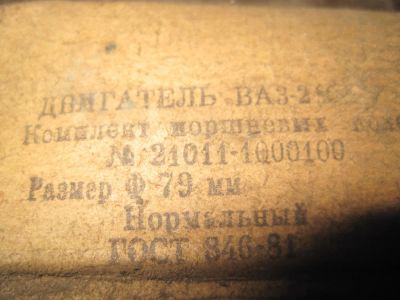 ДВИГАТЕЛЬ ВАЗ-2
Комплект поршневых
№ 21011-1000100
Размер Ф 79 мм
Нормальный
ГОСТ 846-81